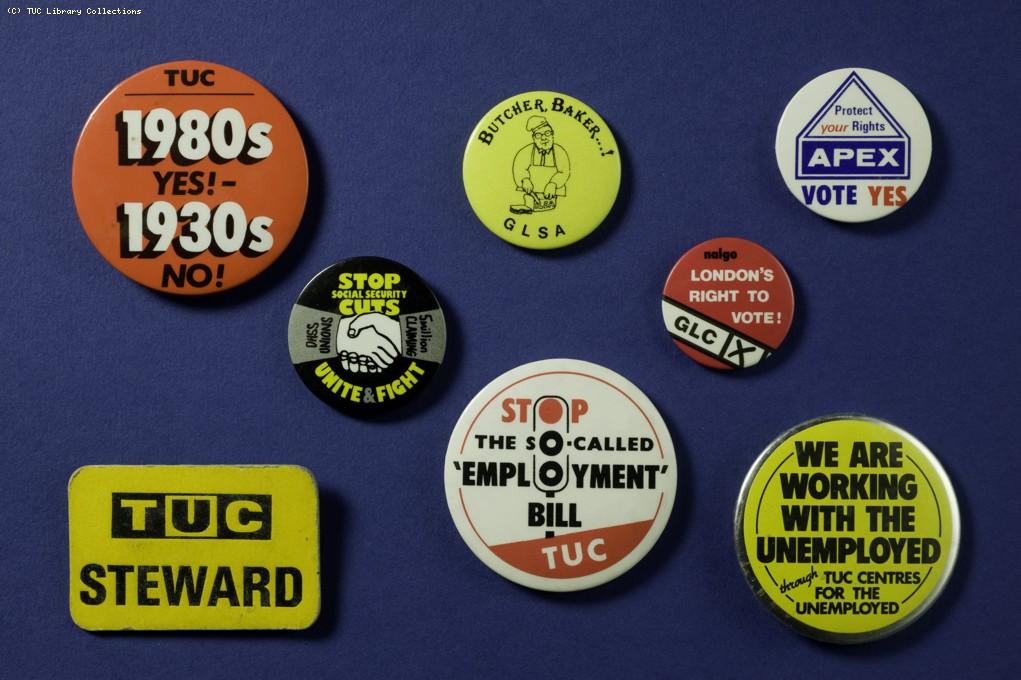 (C) TUC Library Collections
TUC
1980s
YES!-
1930s
NO!
BUTCHER, BAKER....!
GLSA
Protect
your Rights
APEX
VOTE YES
STOP
SOCIAL SECURITY
CUTS
DHSS
UNIONS
5million
CLAIMING
UNITE & FIGHT
nalgo
LONDON'S
RIGHT TO
VOTE!
GLC X
STOP
THE SO-CALLED
'EMPLOYMENT'
BILL
TUC
TUC
STEWARD
WE ARE
WORKING
WITH THE
UNEMPLOYED
through TUC CENTRES
FOR THE
UNEMPLOYED